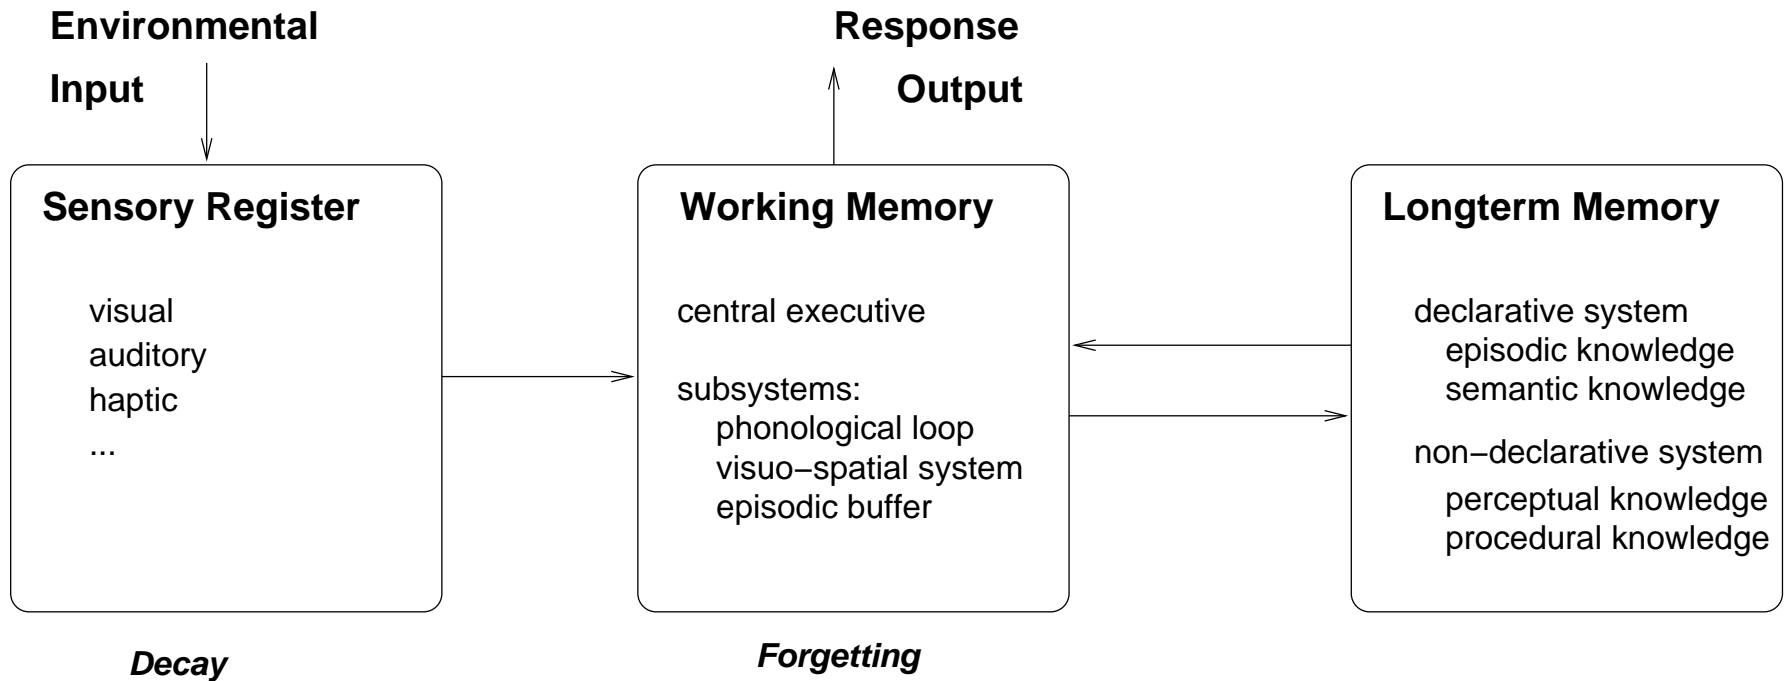 Environmental
Input
Response
Output
Sensory Register
visual
auditory
haptic
...
Working Memory
central executive
subsystems:
phonological loop
visuo−spatial system
episodic buffer
Longterm Memory
declarative system
episodic knowledge
semantic knowledge
non−declarative system
perceptual knowledge
procedural knowledge
Decay
Forgetting